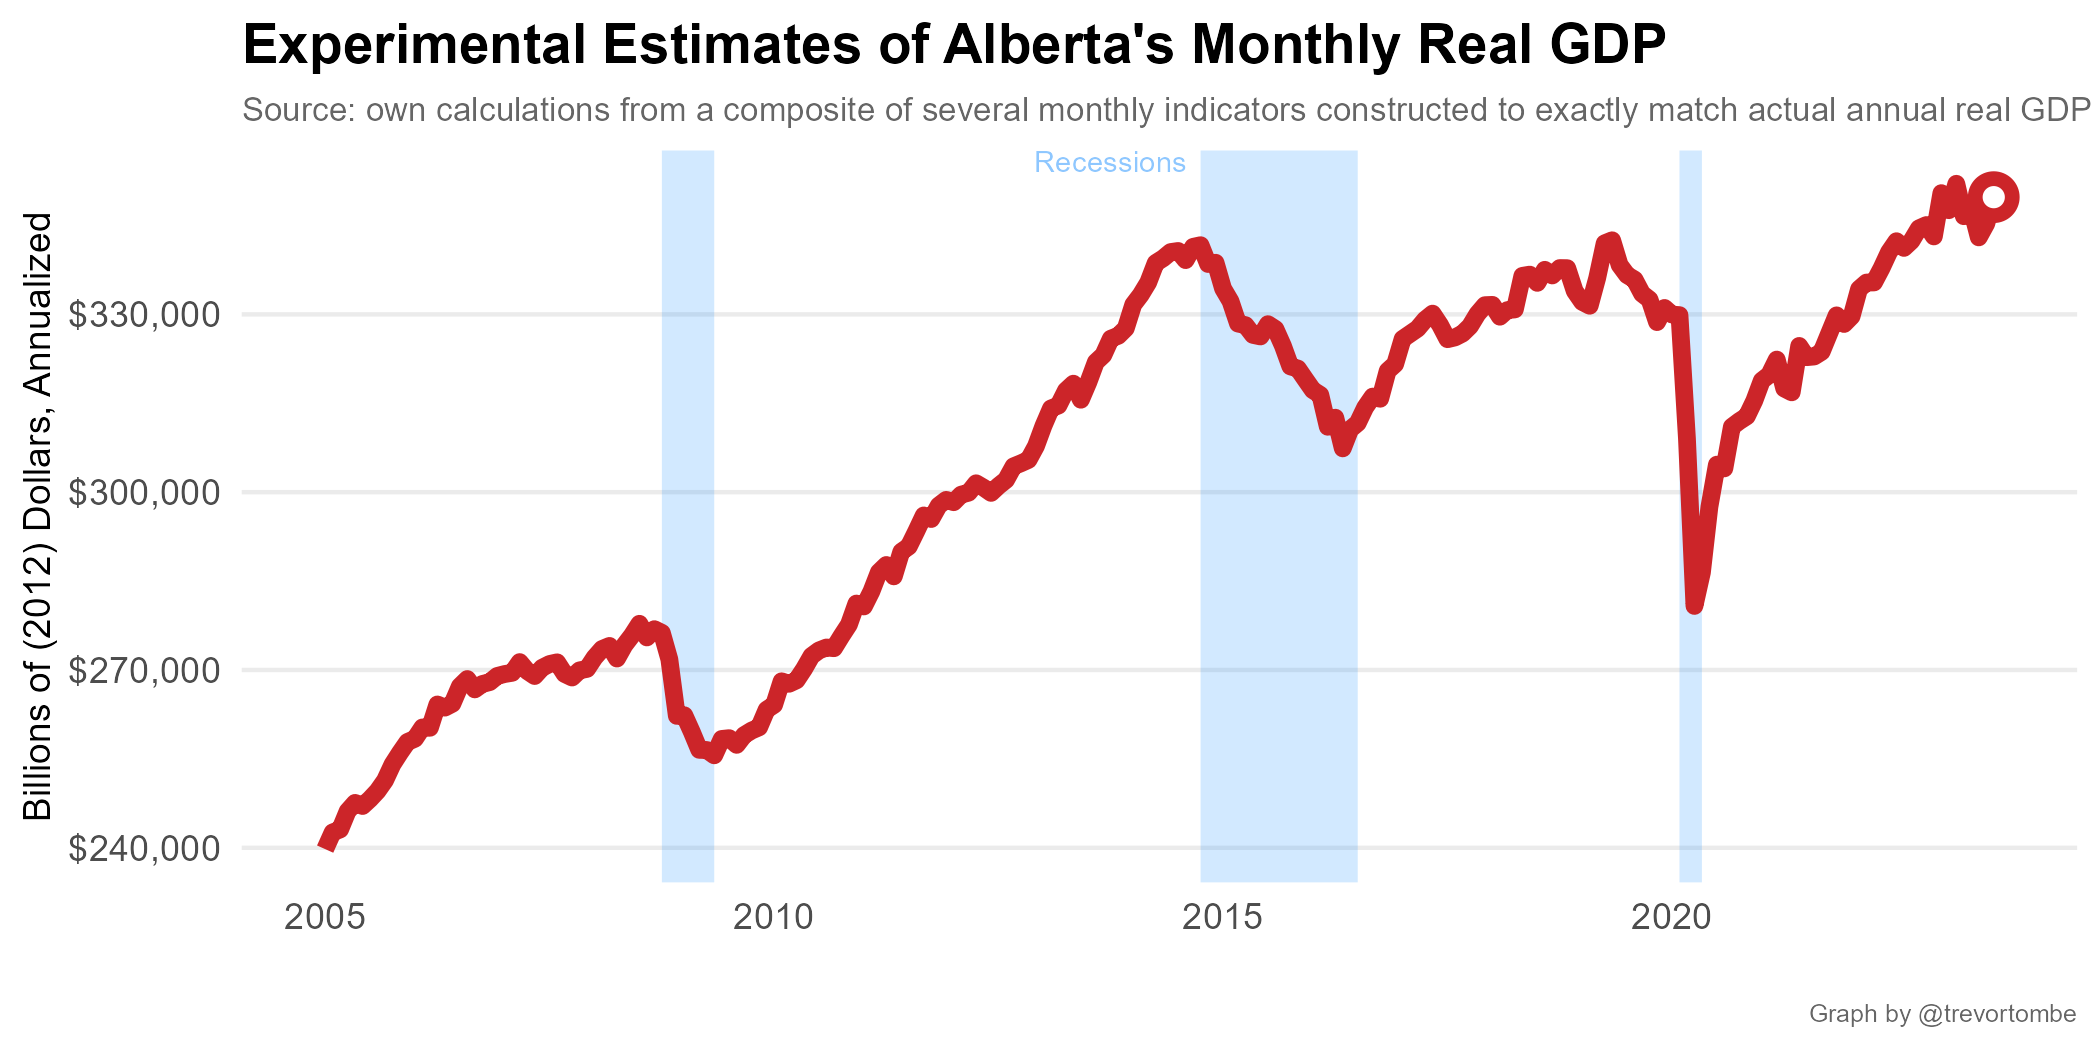 Experimental Estimates of Alberta's Monthly Real GDP
Source: own calculations from a composite of several monthly indicators constructed to exactly match actual annual real GDP
Recessions
Billions of (2012) Dollars, Annualized
$330,000
$300,000
$270,000
$240,000
2005
2010
2015
2020
Graph by @trevortombe